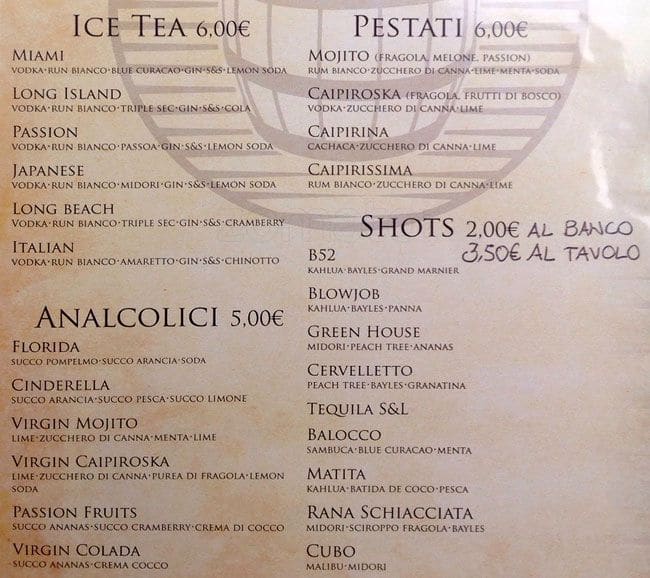 ICE TEA 6,00€
MIAMI
VODKA·RUN BIANCO·BLUE CURACAO·GIN·S&S·LEMON SODA
LONG ISLAND
VODKA·RUN BIANCO·TRIPLE SEC·GIN·S&S·COLA
PASSION
VODKA·RUN BIANCO·PASSOA·GIN·S&S·LEMON SODA
JAPANESE
VODKA·RUN BIANCO·MIDORI·GIN·S&S·LEMON SODA
LONG BEACH
VODKA·RUN BIANCO·TRIPLE SEC·GIN·S&S·CRAMBERRY
ITALIAN
VODKA·RUN BIANCO·AMARETTO·GIN·S&S·CHINOTTO
ANALCOLICI 5,00€
FLORIDA
SUCCO POMPELMO·SUCCO ARANCIA·SODA
CINDERELLA
SUCCO ARANCIA·SUCCO PESCA·SUCCO LIMONE
VIRGIN MOJITO
LIME·ZUCCHERO DI CANNA·MENTA·LIME
VIRGIN CAIPIROSKA
LIME·ZUCCHERO DI CANNA·PUREA DI FRAGOLA·LEMON
SODA
PASSION FRUITS
SUCCO ANANAS·SUCCO CRAMBERRY·CREMA DI COCCO
VIRGIN COLADA
SUCCO ANANAS·CREMA COCCO
PESTATI 6,00€
MOJITO (FRAGOLA, MELONE, PASSION)
RUM BIANCO·ZUCCHERO DI CANNA·LIME·MENTA·SODA
CAIPIROSKA (FRAGOLA, FRUTTI DI BOSCO)
VODKA·ZUCCHERO DI CANNA·LIME
CAIPIRINA
CACHACA·ZUCCHERO DI CANNA·LIME
CAIPIRISSIMA
RUM BIANCO·ZUCCHERO DI CANNA·LIME
SHOTS 2,00€ AL BANCO
3,50€ AL TAVOLO
B52
KAHLUA·BAYLES·GRAND MARNIER
BLOWJOB
KAHLUA·BAYLES·PANNA
GREEN HOUSE
MIDORI·PEACH TREE·ANANAS
CERVELLETTO
PEACH TREE·BAYLES·GRANATINA
TEQUILA S&L
BALOCCO
SAMBUCA·BLUE CURACAO·MENTA
MATITA
KAHLUA·BATIDA DE COCO·PESCA
RANA SCHIACCIATA
MIDORI·SCIROPPO FRAGOLA·BAYLES
CUBO
MALIBU·MIDORI